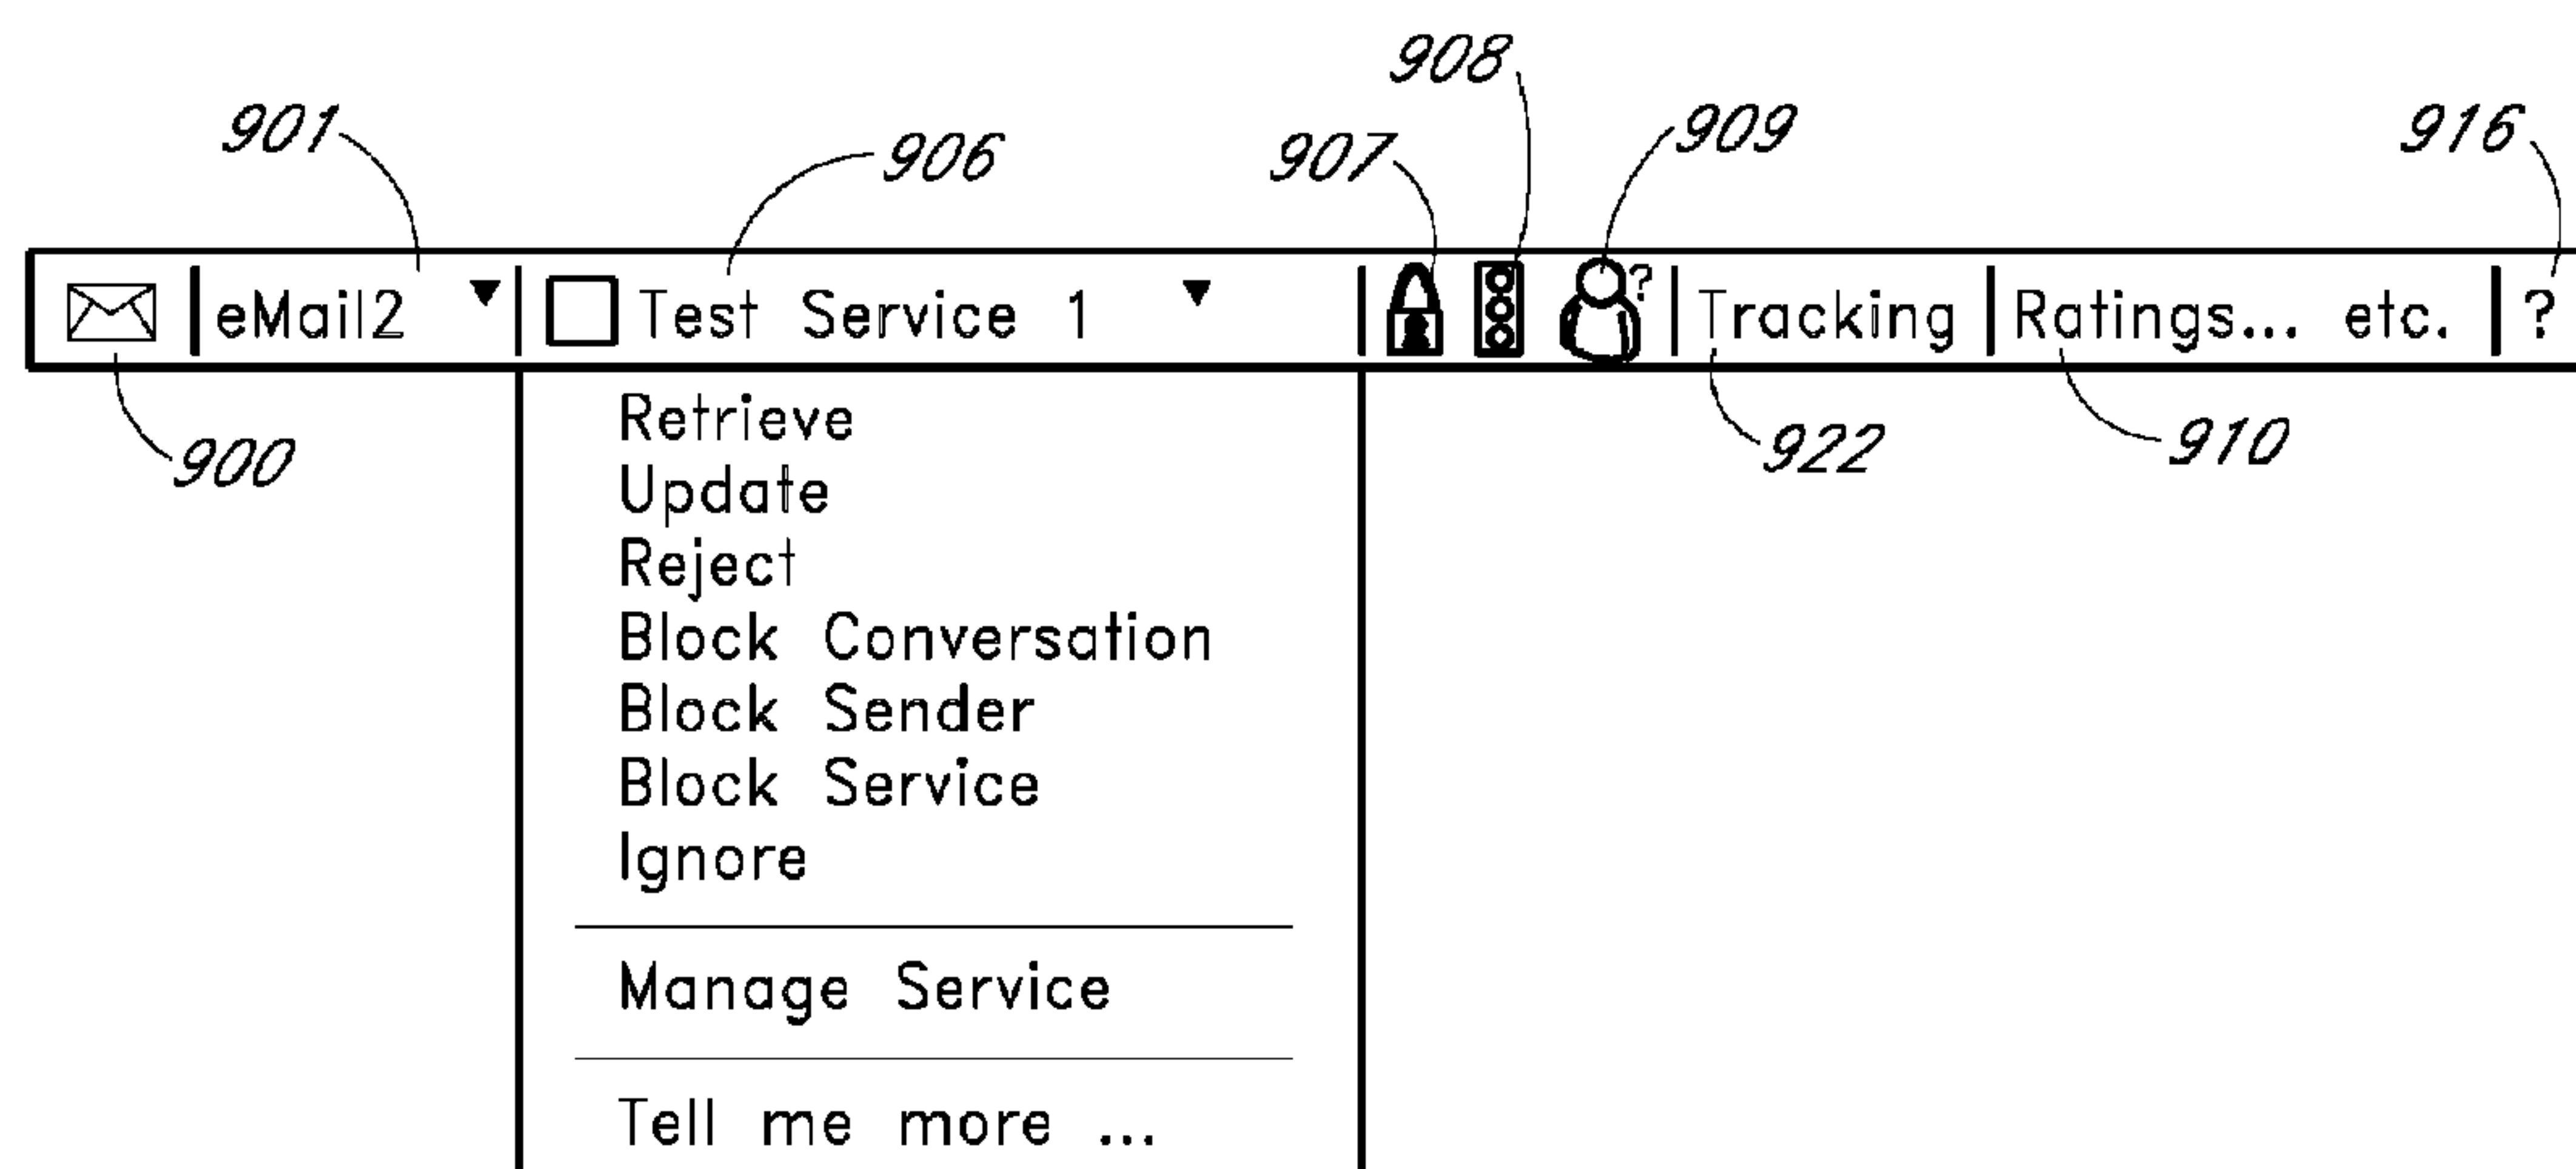 908
901
906
907
909
916
eMail2
Test Service 1
?
Tracking
Ratings... etc.
?
900
922
910
Retrieve
Update
Reject
Block Conversation
Block Sender
Block Service
Ignore
Manage Service
Tell me more ...